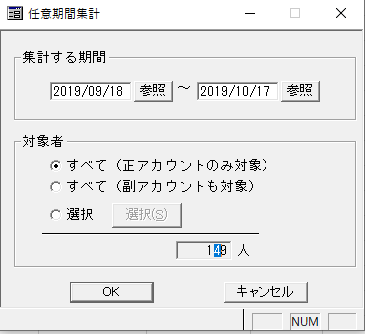 任意期間集計
集計する期間
2019/09/18 参照 ～ 2019/10/17 参照
対象者
すべて（正アカウントのみ対象）
すべて（副アカウントも対象）
選択 選択(S)
149 人
OK キャンセル
NUM